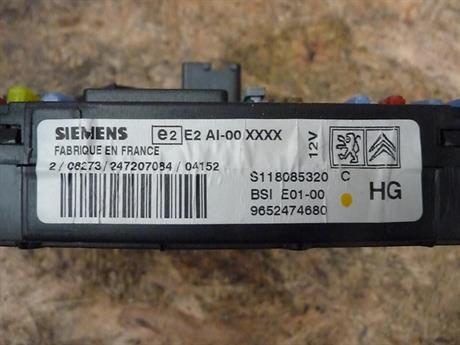 SIEMENS e2 E2 AI-00 XXXX
FABRIQUE EN FRANCE
12V
2/08273/247207084/04152
S118085320 C
BSI E01-00
HG
9652474680